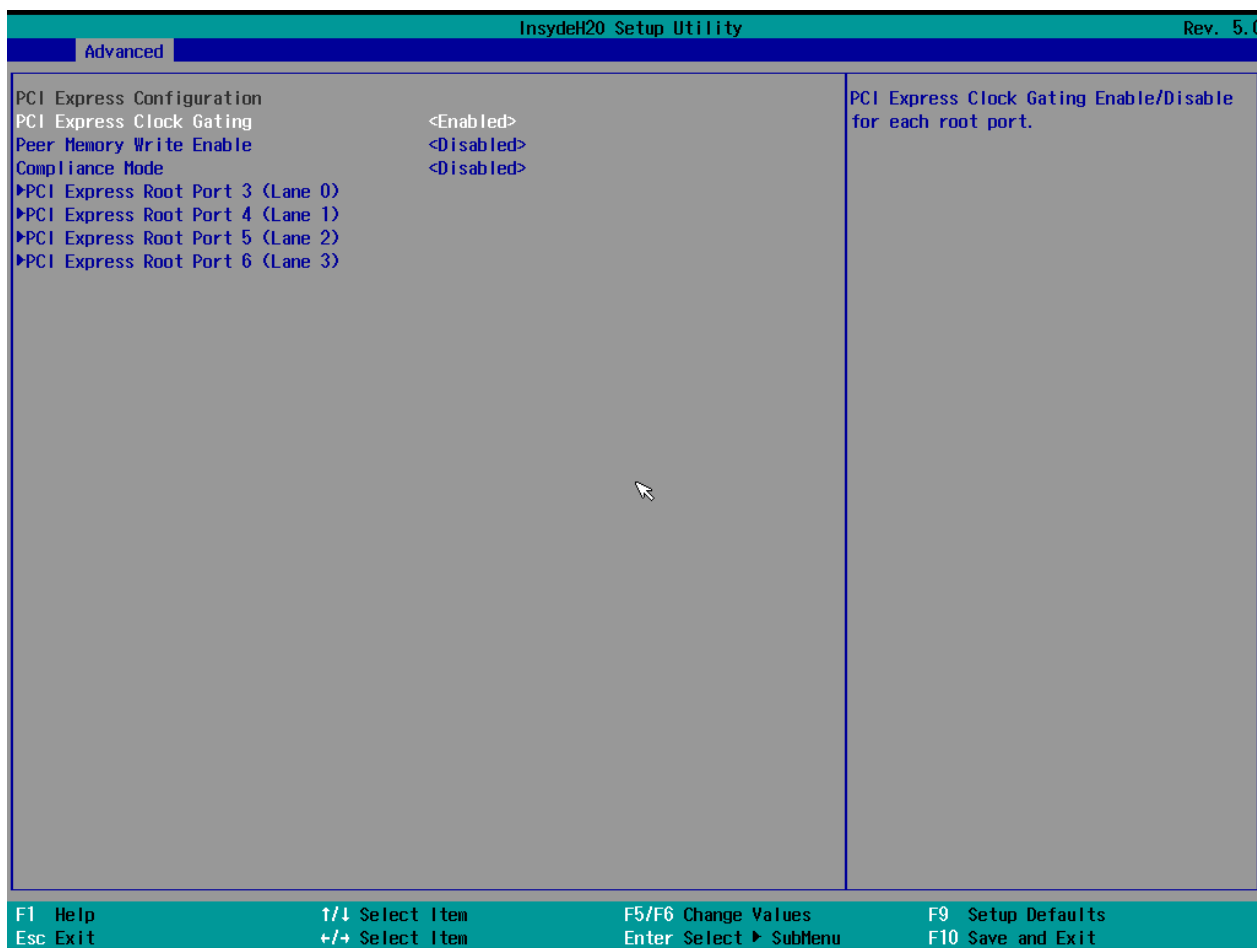 InsydeH20 Setup Utility Rev. 5.0
Advanced
PCI Express Configuration
PCI Express Clock Gating <Enabled>
Peer Memory Write Enable <Disabled>
Compliance Mode <Disabled>
▶PCI Express Root Port 3 (Lane 0)
▶PCI Express Root Port 4 (Lane 1)
▶PCI Express Root Port 5 (Lane 2)
▶PCI Express Root Port 6 (Lane 3)
PCI Express Clock Gating Enable/Disable
for each root port.
F1 Help ↑/↓ Select Item F5/F6 Change Values F9 Setup Defaults
Esc Exit ←/→ Select Item Enter Select ▶ SubMenu F10 Save and Exit